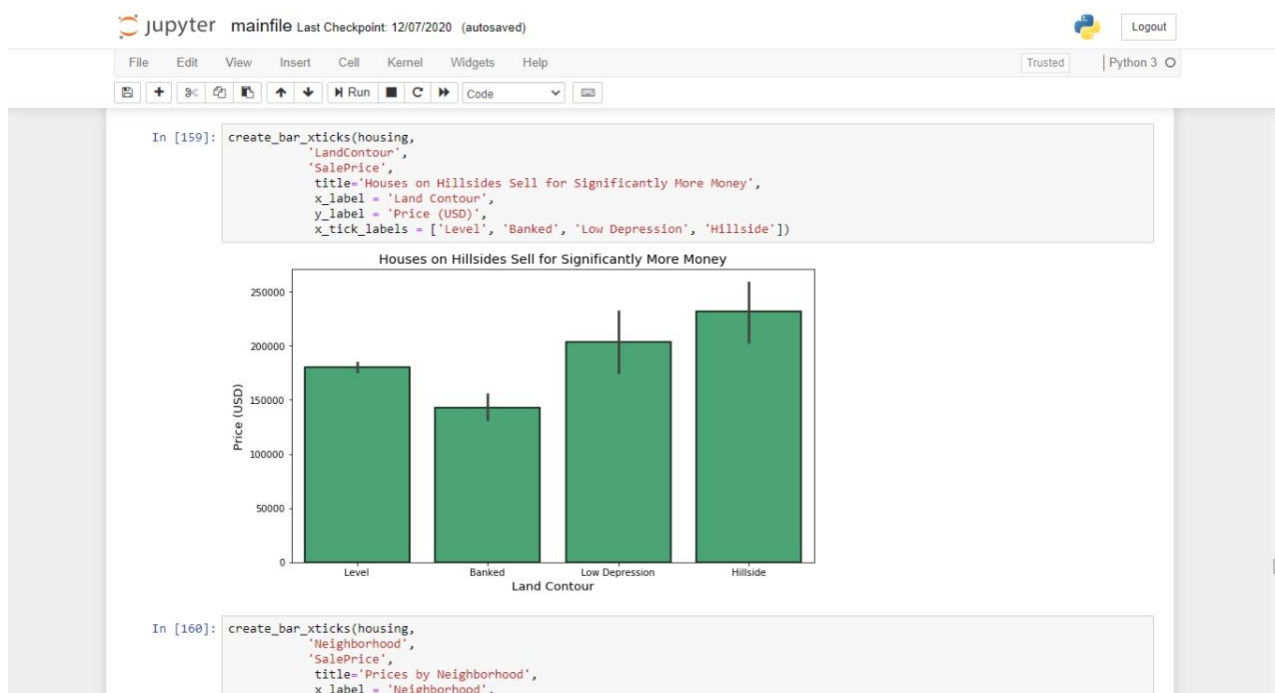 jupyter mainfile Last Checkpoint: 12/07/2020 (autosaved)
Logout
File Edit View Insert Cell Kernel Widgets Help
Trusted
Python 3
Run
Code
In [159]: create_bar_xticks(housing,
'LandContour',
'SalePrice',
title='Houses on Hillsides Sell for Significantly More Money',
x_label = 'Land Contour',
y_label = 'Price (USD)',
x_tick_labels = ['Level', 'Banked', 'Low Depression', 'Hillside'])
Houses on Hillsides Sell for Significantly More Money
250000
200000
150000
100000
50000
0
Price (USD)
Level Banked Low Depression Hillside
Land Contour
In [160]: create_bar_xticks(housing,
'Neighborhood',
'SalePrice',
title='Prices by Neighborhood',
x_label = 'Neighborhood',